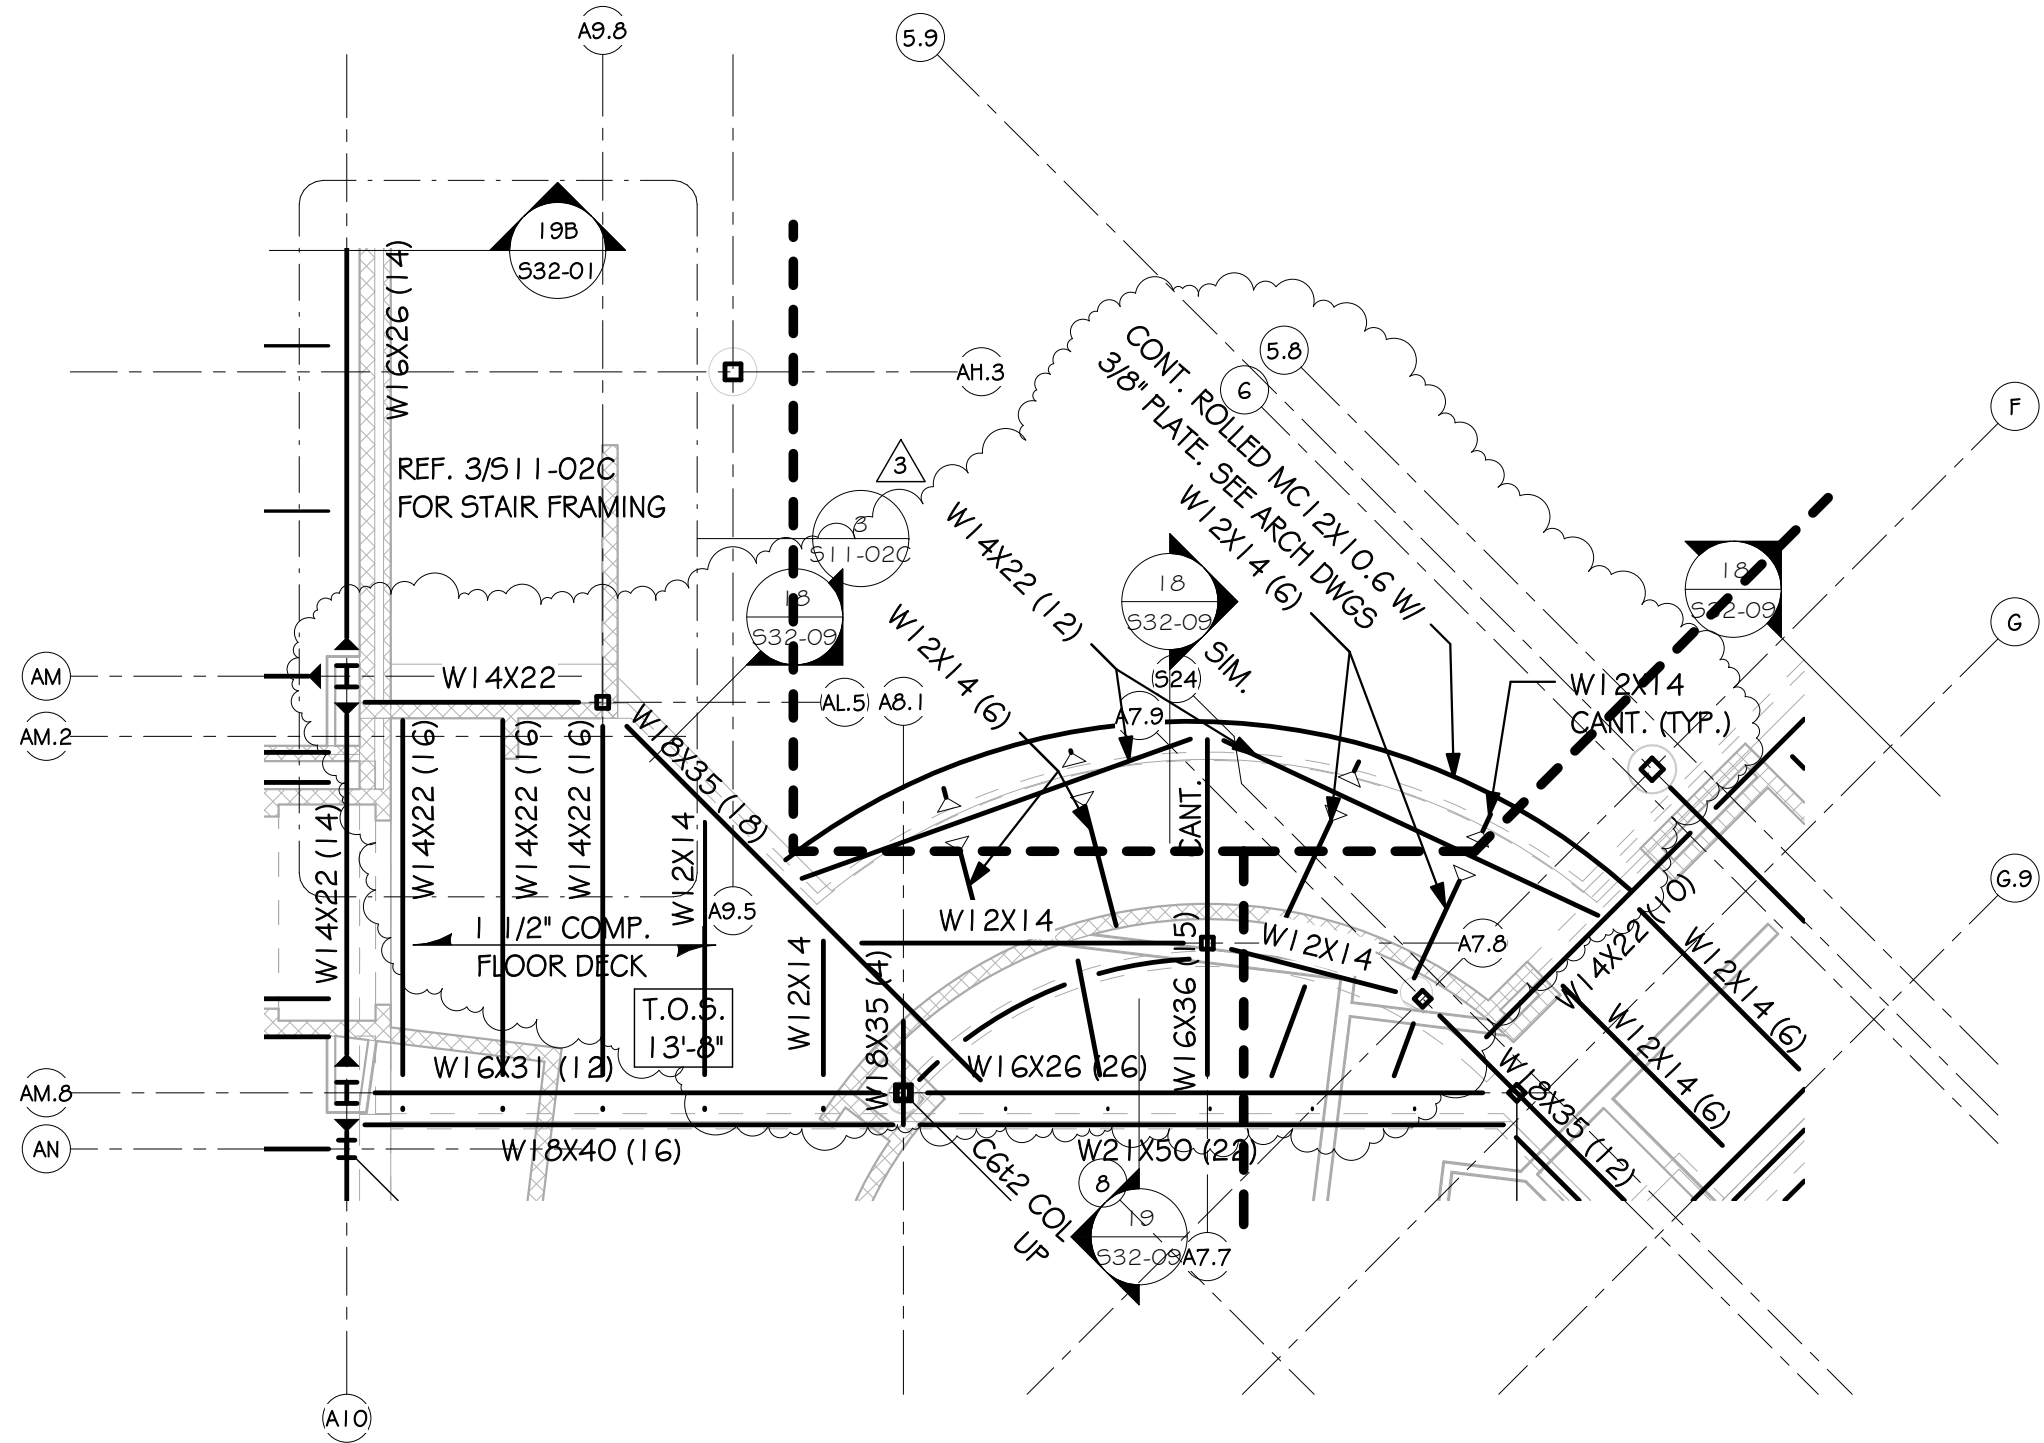 A9.8
5.9
19B
S32-01
W16X26 (14)
5.8
AH.3
6
F
CONT. ROLLED MC12X10.6 W/
3/8" PLATE. SEE ARCH DWGS
3
REF. 3/S11-02C
FOR STAIR FRAMING
3
S11-02C
W14X22 (12)
W12X14 (6)
18
S32-09
18
S32-09
SIM.
18
S32-09
G
W12X14 (6)
AM
W14X22
S24
W12X14
CANT. (TYP.)
AL.5
A8.1
A7.9
AM.2
W18X35 (18)
W14X22 (16)
W14X22 (16)
W14X22 (16)
W14X22 (14)
W12X14
CANT.
A9.5
G.9
W14X22 (10)
1 1/2" COMP.
FLOOR DECK
W12X14
W12X14
A7.8
W12X14 (6)
W12X14
W18X35 (4)
W16X36 (15)
T.O.S.
13'-8"
W12X14 (6)
W16X31 (12)
W16X26 (26)
W18X35 (12)
AM.8
AN
W18X40 (16)
W21X50 (22)
C6t2 COL
UP
8
19
S32-09
A7.7
A10